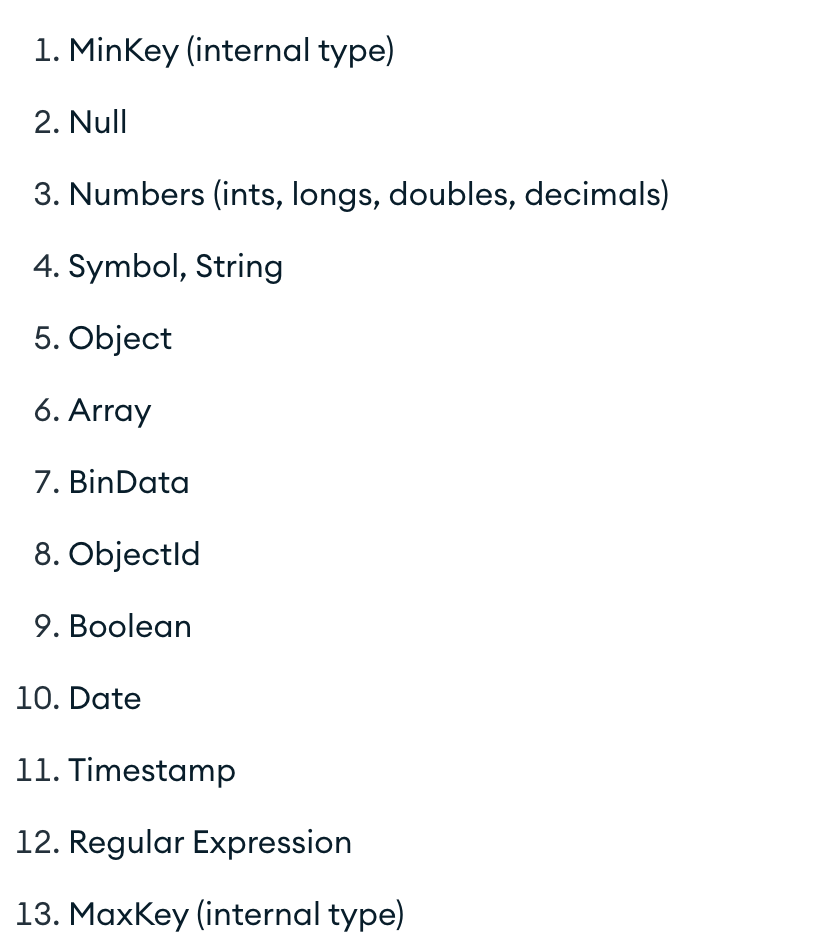 1. MinKey (internal type)
2. Null
3. Numbers (ints, longs, doubles, decimals)
4. Symbol, String
5. Object
6. Array
7. BinData
8. ObjectId
9. Boolean
10. Date
11. Timestamp
12. Regular Expression
13. MaxKey (internal type)